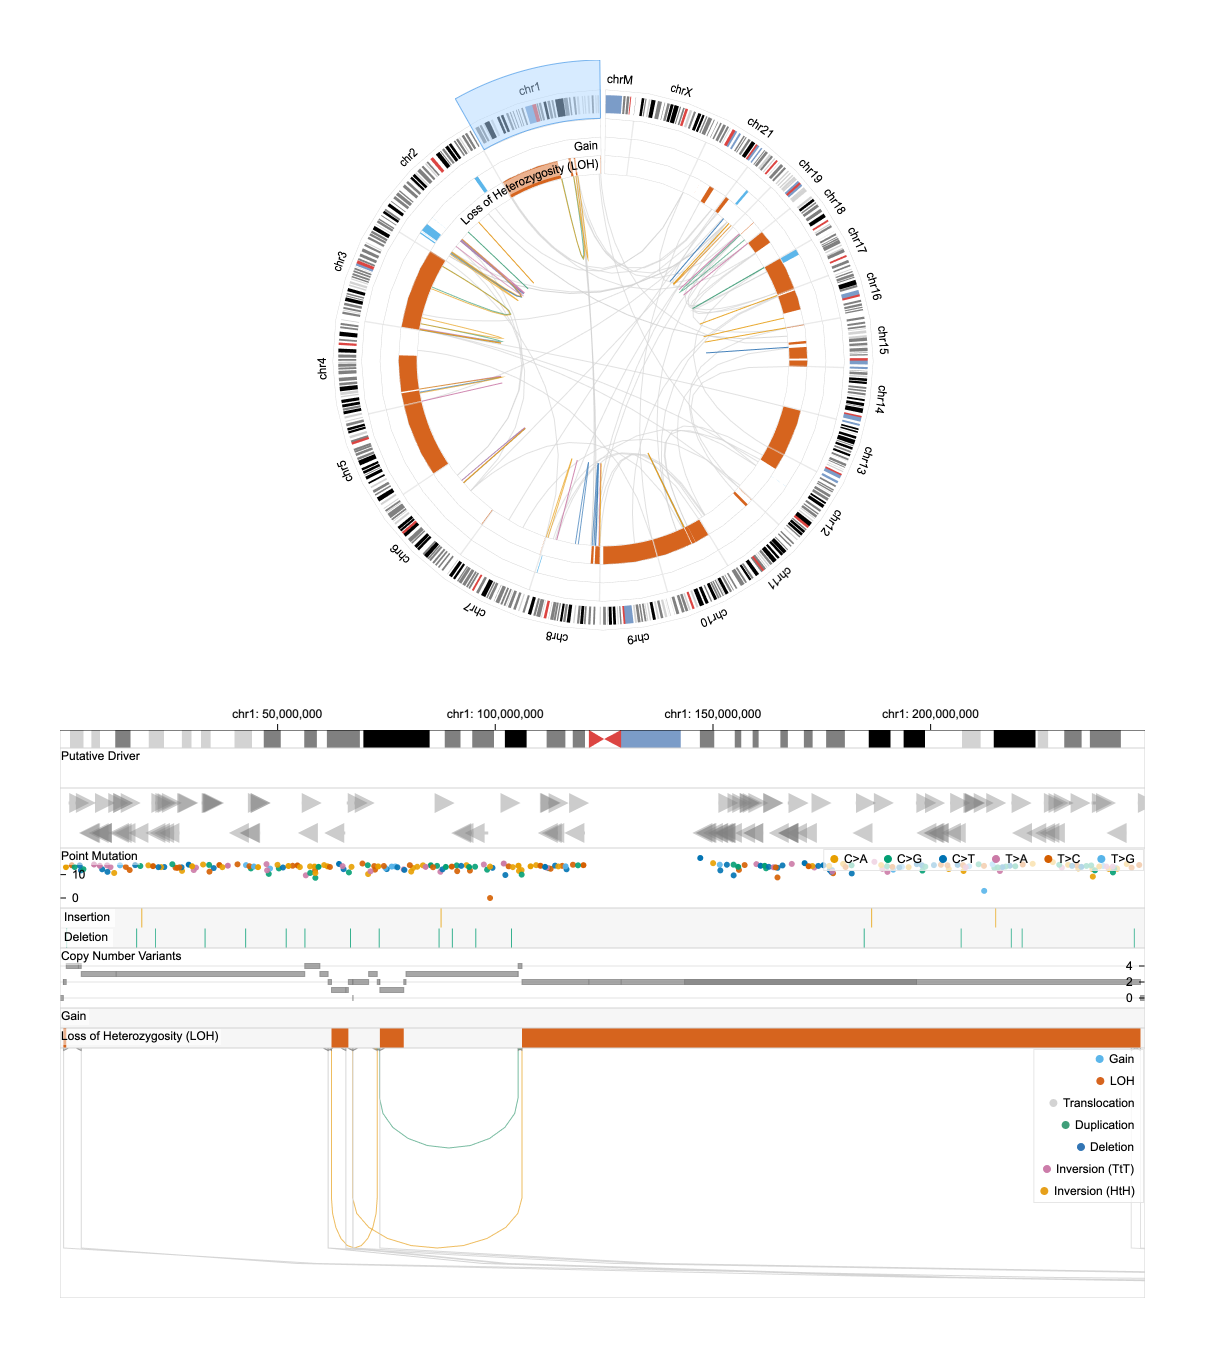 chrM
chrX
chr21
chr19
chr18
chr17
chr16
chr15
chr14
chr13
chr12
chr11
chr10
chr9
chr8
chr7
chr6
chr5
chr4
chr3
chr2
chr1
Gain
Loss of Heterozygosity (LOH)
chr1: 50,000,000
chr1: 100,000,000
chr1: 150,000,000
chr1: 200,000,000
Putative Driver
Point Mutation
C>A C>G C>T T>A T>C T>G
10
0
Insertion
Deletion
Copy Number Variants
4
2
0
Gain
Loss of Heterozygosity (LOH)
Gain
LOH
Translocation
Duplication
Deletion
Inversion (TtT)
Inversion (HtH)